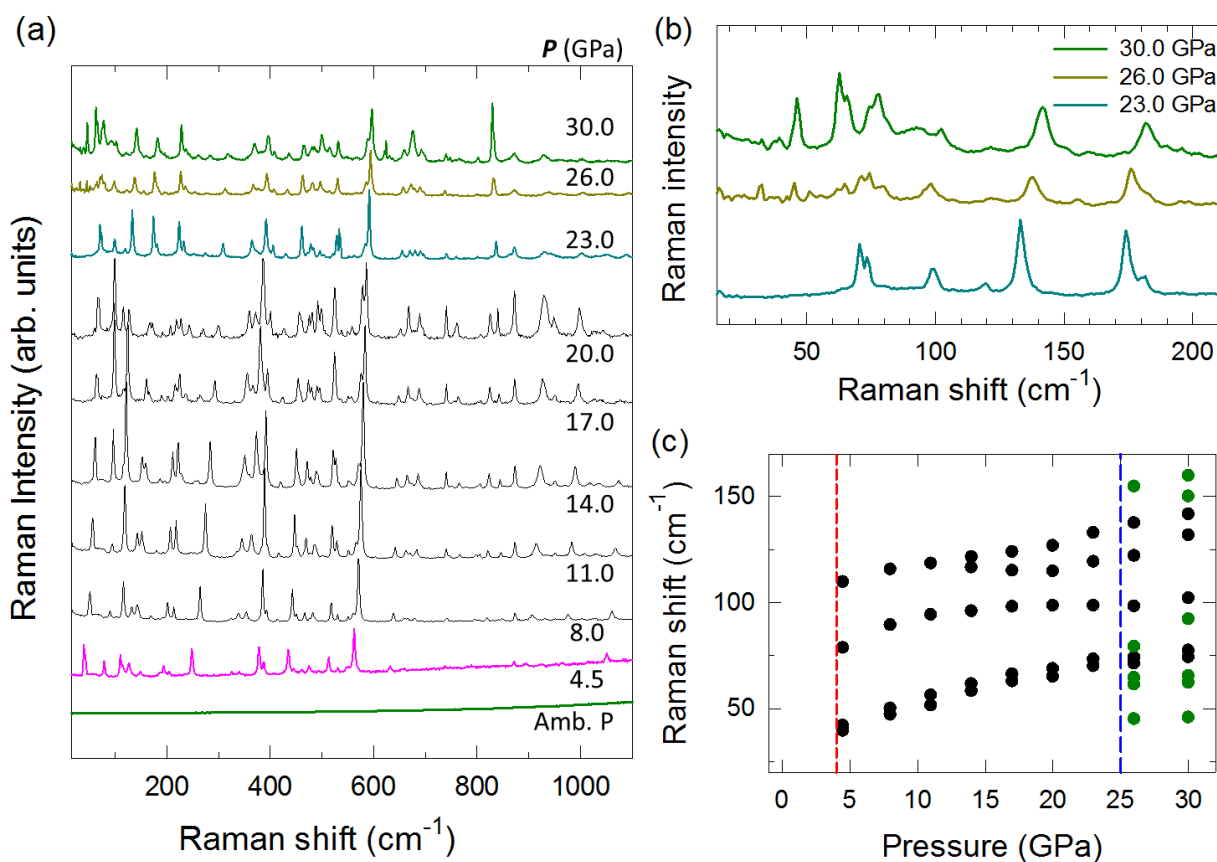 (a)
P (GPa)
30.0
26.0
23.0
20.0
17.0
14.0
11.0
8.0
4.5
Amb. P
Raman Intensity (arb. units)
200 400 600 800 1000
Raman shift (cm-1)
(b)
30.0 GPa
26.0 GPa
23.0 GPa
Raman intensity
50 100 150 200
Raman shift (cm-1)
(c)
150
100
50
Raman shift (cm-1)
0 5 10 15 20 25 30
Pressure (GPa)